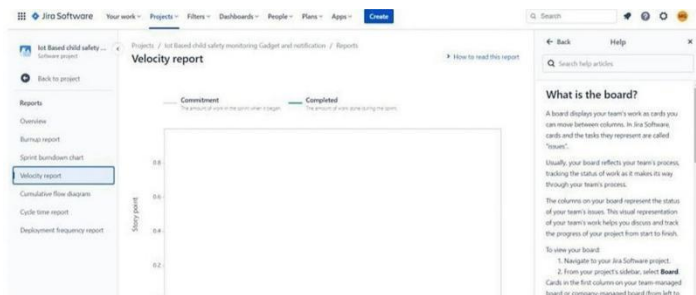 Jira Software
Your work Projects Filters Dashboards People Plans Apps Create
Search
Iot Based child safety ...
Software project
Back to project
Reports
Overview
Burnup report
Sprint burndown chart
Velocity report
Cumulative flow diagram
Cycle time report
Deployment frequency report
Projects / Iot Based child safety monitoring Gadget and notification / Reports
Velocity report
How to read this report
Commitment
The amount of work in the sprint when it began.
Completed
The amount of work done during the sprint.
0.8
0.6
0.4
0.2
Story point
Back
Help
Search help articles
What is the board?
A board displays your team's work as cards you
can move between columns. In Jira Software,
cards and the tasks they represent are called
"issues".
Usually, your board reflects your team's process,
tracking the status of work as it makes its way
through your team's process.
The columns on your board represent the status
of your team's issues. This visual representation
of your team's work helps you discuss and track
the progress of your project from start to finish.
To view your board:
1. Navigate to your Jira Software project.
2. From your project's sidebar, select Board.
Cards in the first column on your team-managed
board or company-managed board (from left to